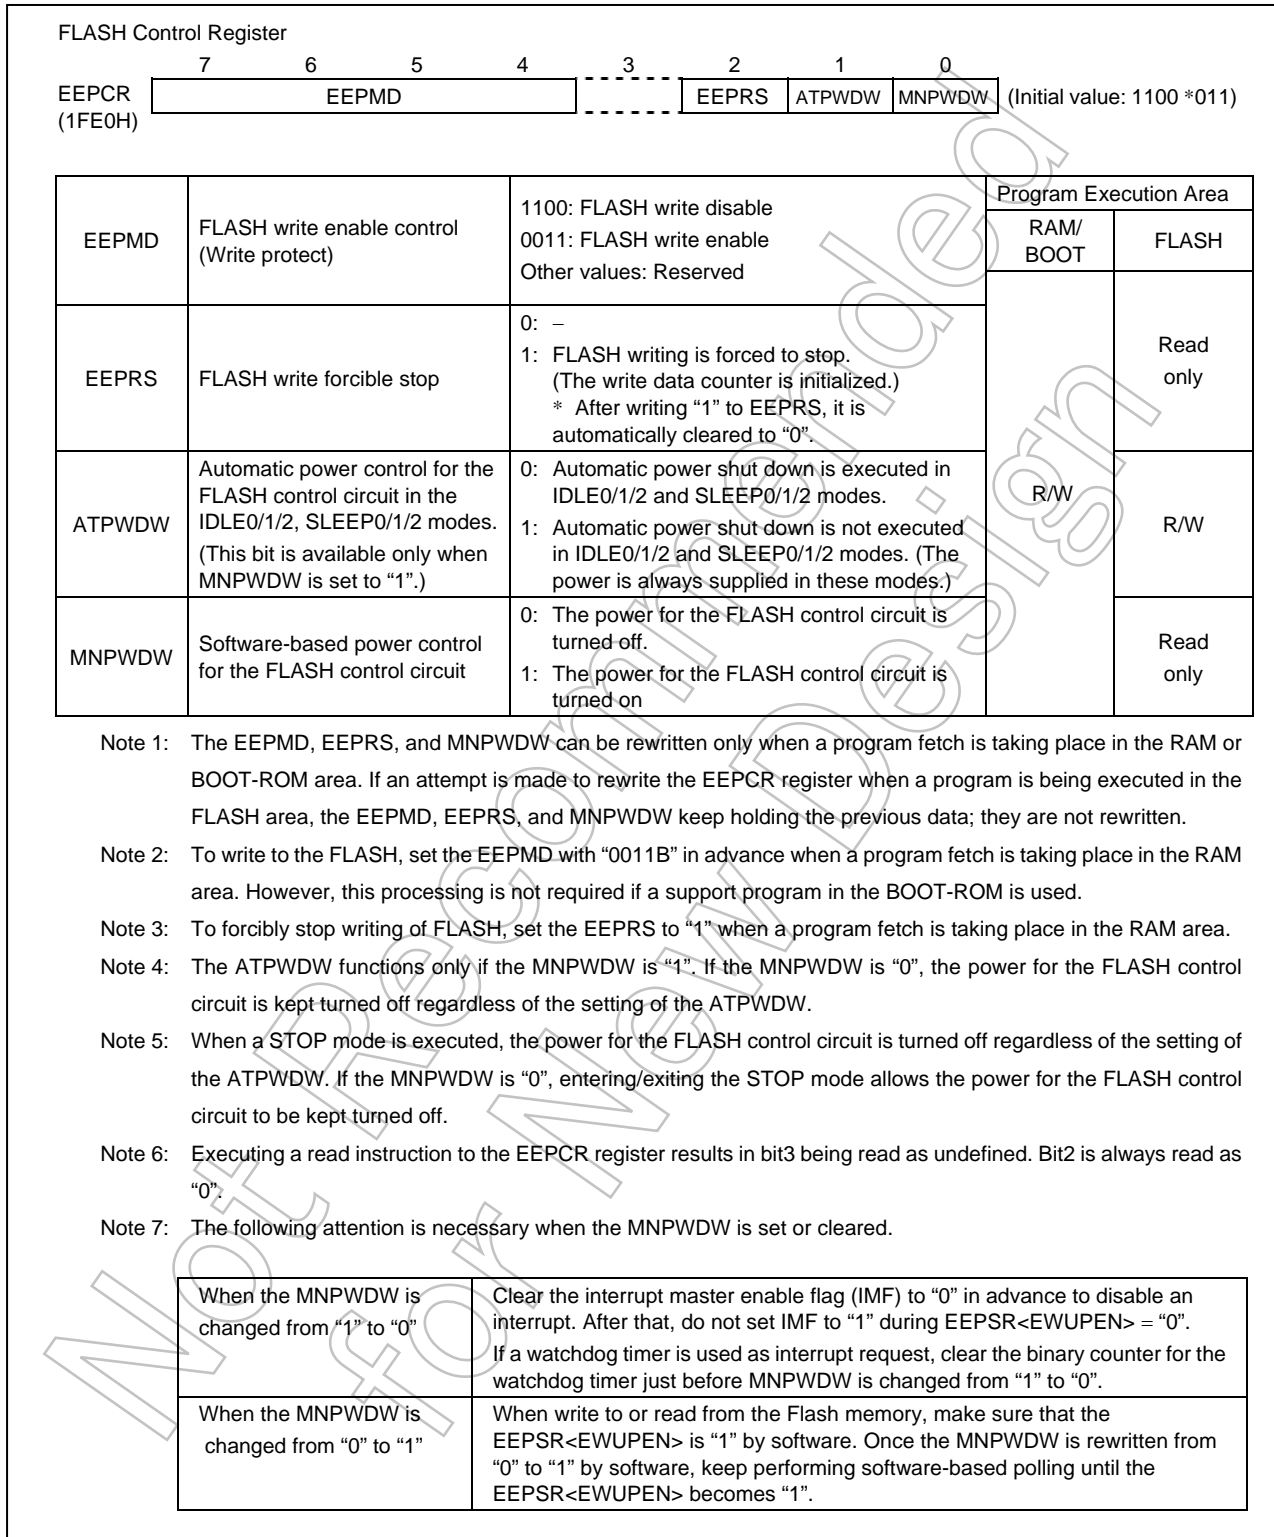 FLASH Control Register
7 6 5 4 3 2 1 0
EEPCR EEPMD EEPRS ATPWDW MNPWDW (Initial value: 1100 *011)
(1FE0H)
EEPMD
FLASH write enable control
(Write protect)
1100: FLASH write disable
0011: FLASH write enable
Other values: Reserved
Program Execution Area
RAM/
BOOT
FLASH
EEPRS
FLASH write forcible stop
0: −
1: FLASH writing is forced to stop.
(The write data counter is initialized.)
* After writing “1” to EEPRS, it is
automatically cleared to “0”.
R/W
Read
only
ATPWDW
Automatic power control for the
FLASH control circuit in the
IDLE0/1/2, SLEEP0/1/2 modes.
(This bit is available only when
MNPWDW is set to “1”.)
0: Automatic power shut down is executed in
IDLE0/1/2 and SLEEP0/1/2 modes.
1: Automatic power shut down is not executed
in IDLE0/1/2 and SLEEP0/1/2 modes. (The
power is always supplied in these modes.)
R/W
MNPWDW
Software-based power control
for the FLASH control circuit
0: The power for the FLASH control circuit is
turned off.
1: The power for the FLASH control circuit is
turned on
Read
only
Note 1: The EEPMD, EEPRS, and MNPWDW can be rewritten only when a program fetch is taking place in the RAM or
BOOT-ROM area. If an attempt is made to rewrite the EEPCR register when a program is being executed in the
FLASH area, the EEPMD, EEPRS, and MNPWDW keep holding the previous data; they are not rewritten.
Note 2: To write to the FLASH, set the EEPMD with “0011B” in advance when a program fetch is taking place in the RAM
area. However, this processing is not required if a support program in the BOOT-ROM is used.
Note 3: To forcibly stop writing of FLASH, set the EEPRS to “1” when a program fetch is taking place in the RAM area.
Note 4: The ATPWDW functions only if the MNPWDW is “1”. If the MNPWDW is “0”, the power for the FLASH control
circuit is kept turned off regardless of the setting of the ATPWDW.
Note 5: When a STOP mode is executed, the power for the FLASH control circuit is turned off regardless of the setting of
the ATPWDW. If the MNPWDW is “0”, entering/exiting the STOP mode allows the power for the FLASH control
circuit to be kept turned off.
Note 6: Executing a read instruction to the EEPCR register results in bit3 being read as undefined. Bit2 is always read as
“0”.
Note 7: The following attention is necessary when the MNPWDW is set or cleared.
When the MNPWDW is
changed from “1” to “0”
Clear the interrupt master enable flag (IMF) to “0” in advance to disable an
interrupt. After that, do not set IMF to “1” during EEPSR<EWUPEN> = “0”.
If a watchdog timer is used as interrupt request, clear the binary counter for the
watchdog timer just before MNPWDW is changed from “1” to “0”.
When the MNPWDW is
changed from “0” to “1”
When write to or read from the Flash memory, make sure that the
EEPSR<EWUPEN> is “1” by software. Once the MNPWDW is rewritten from
“0” to “1” by software, keep performing software-based polling until the
EEPSR<EWUPEN> becomes “1”.
Not Recommended
for New Design